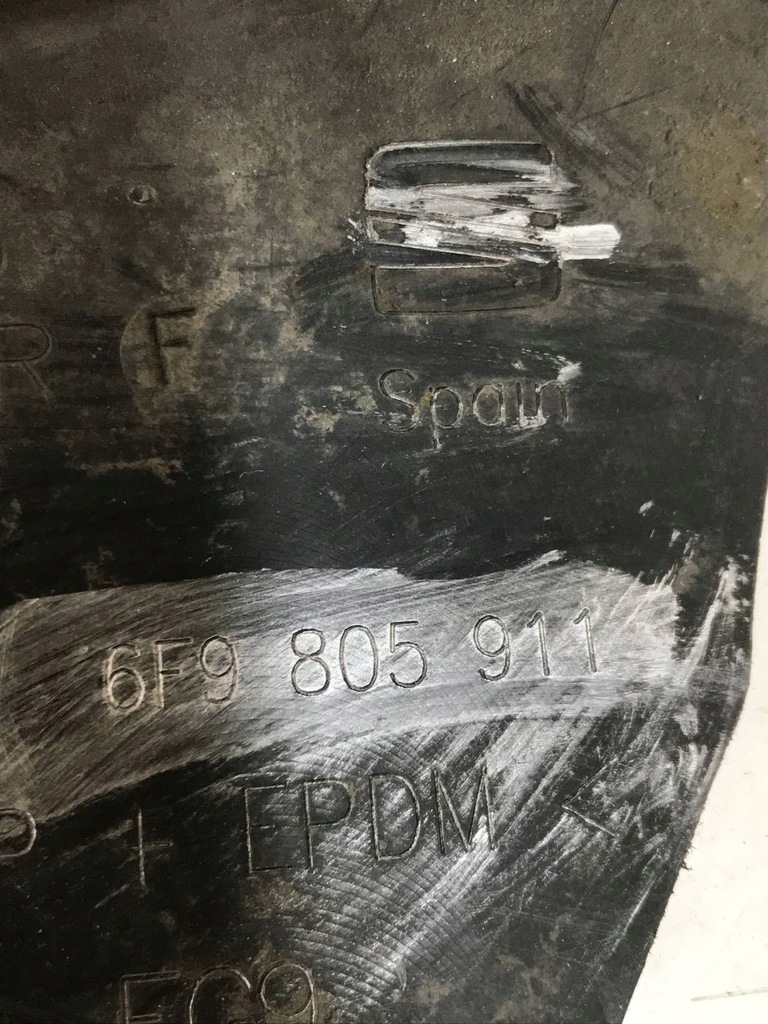 R F
Spain
6F9 805 911
P + EPDM <